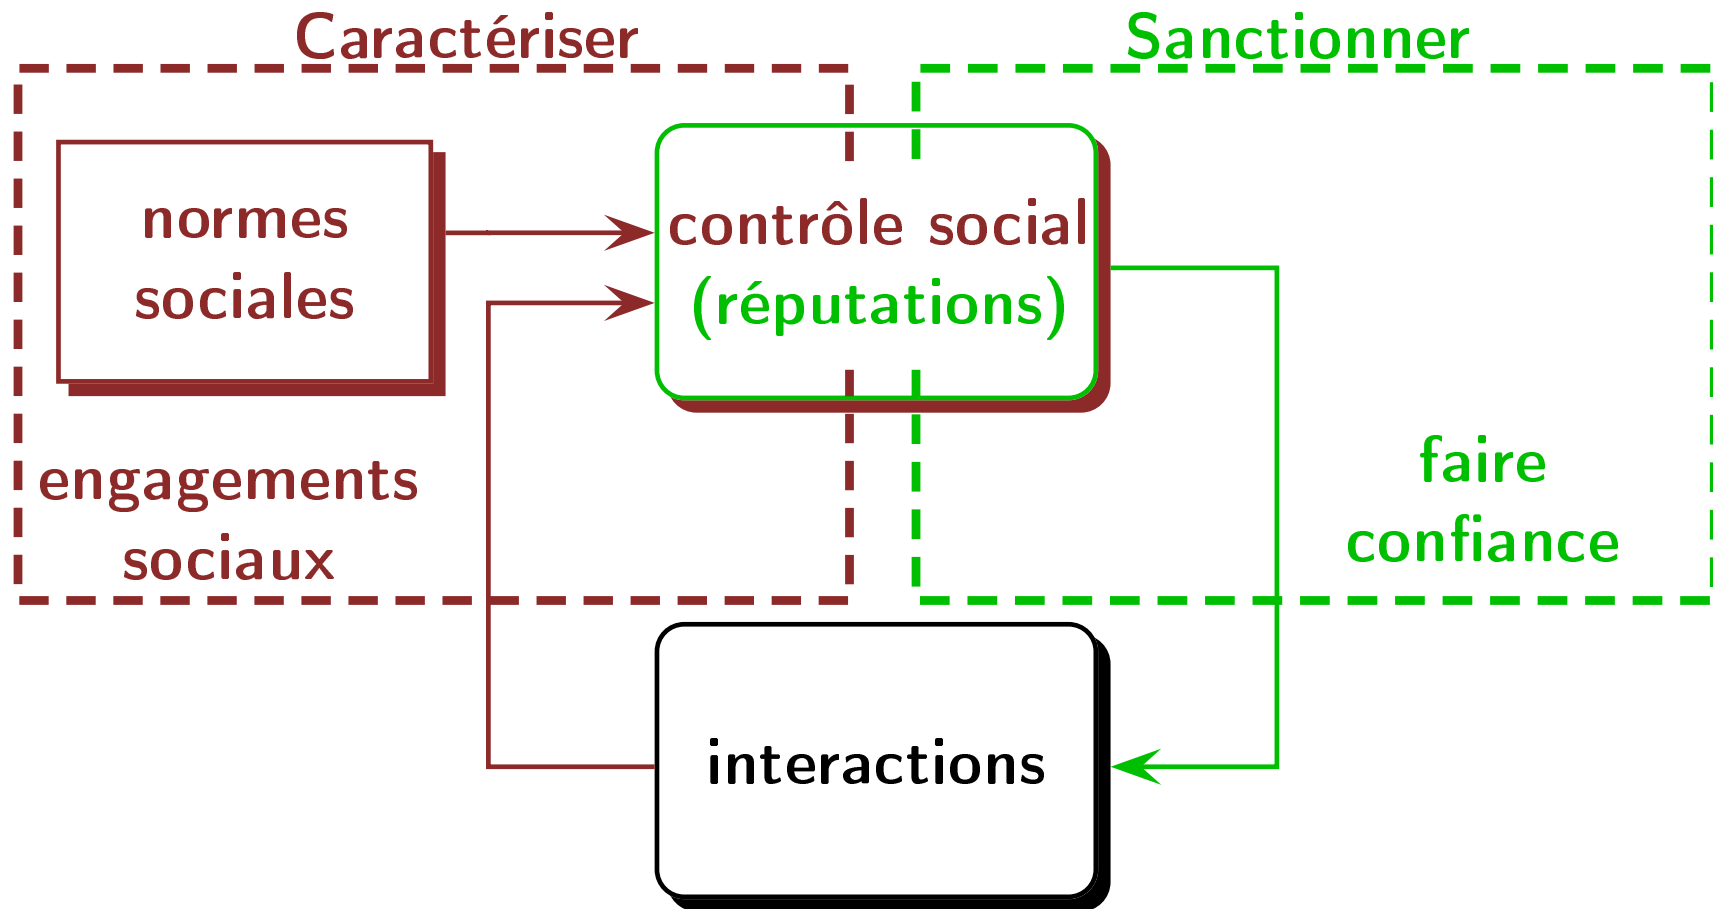 Caractériser
Sanctionner
normes
sociales
contrôle social
(réputations)
engagements
sociaux
faire
confiance
interactions